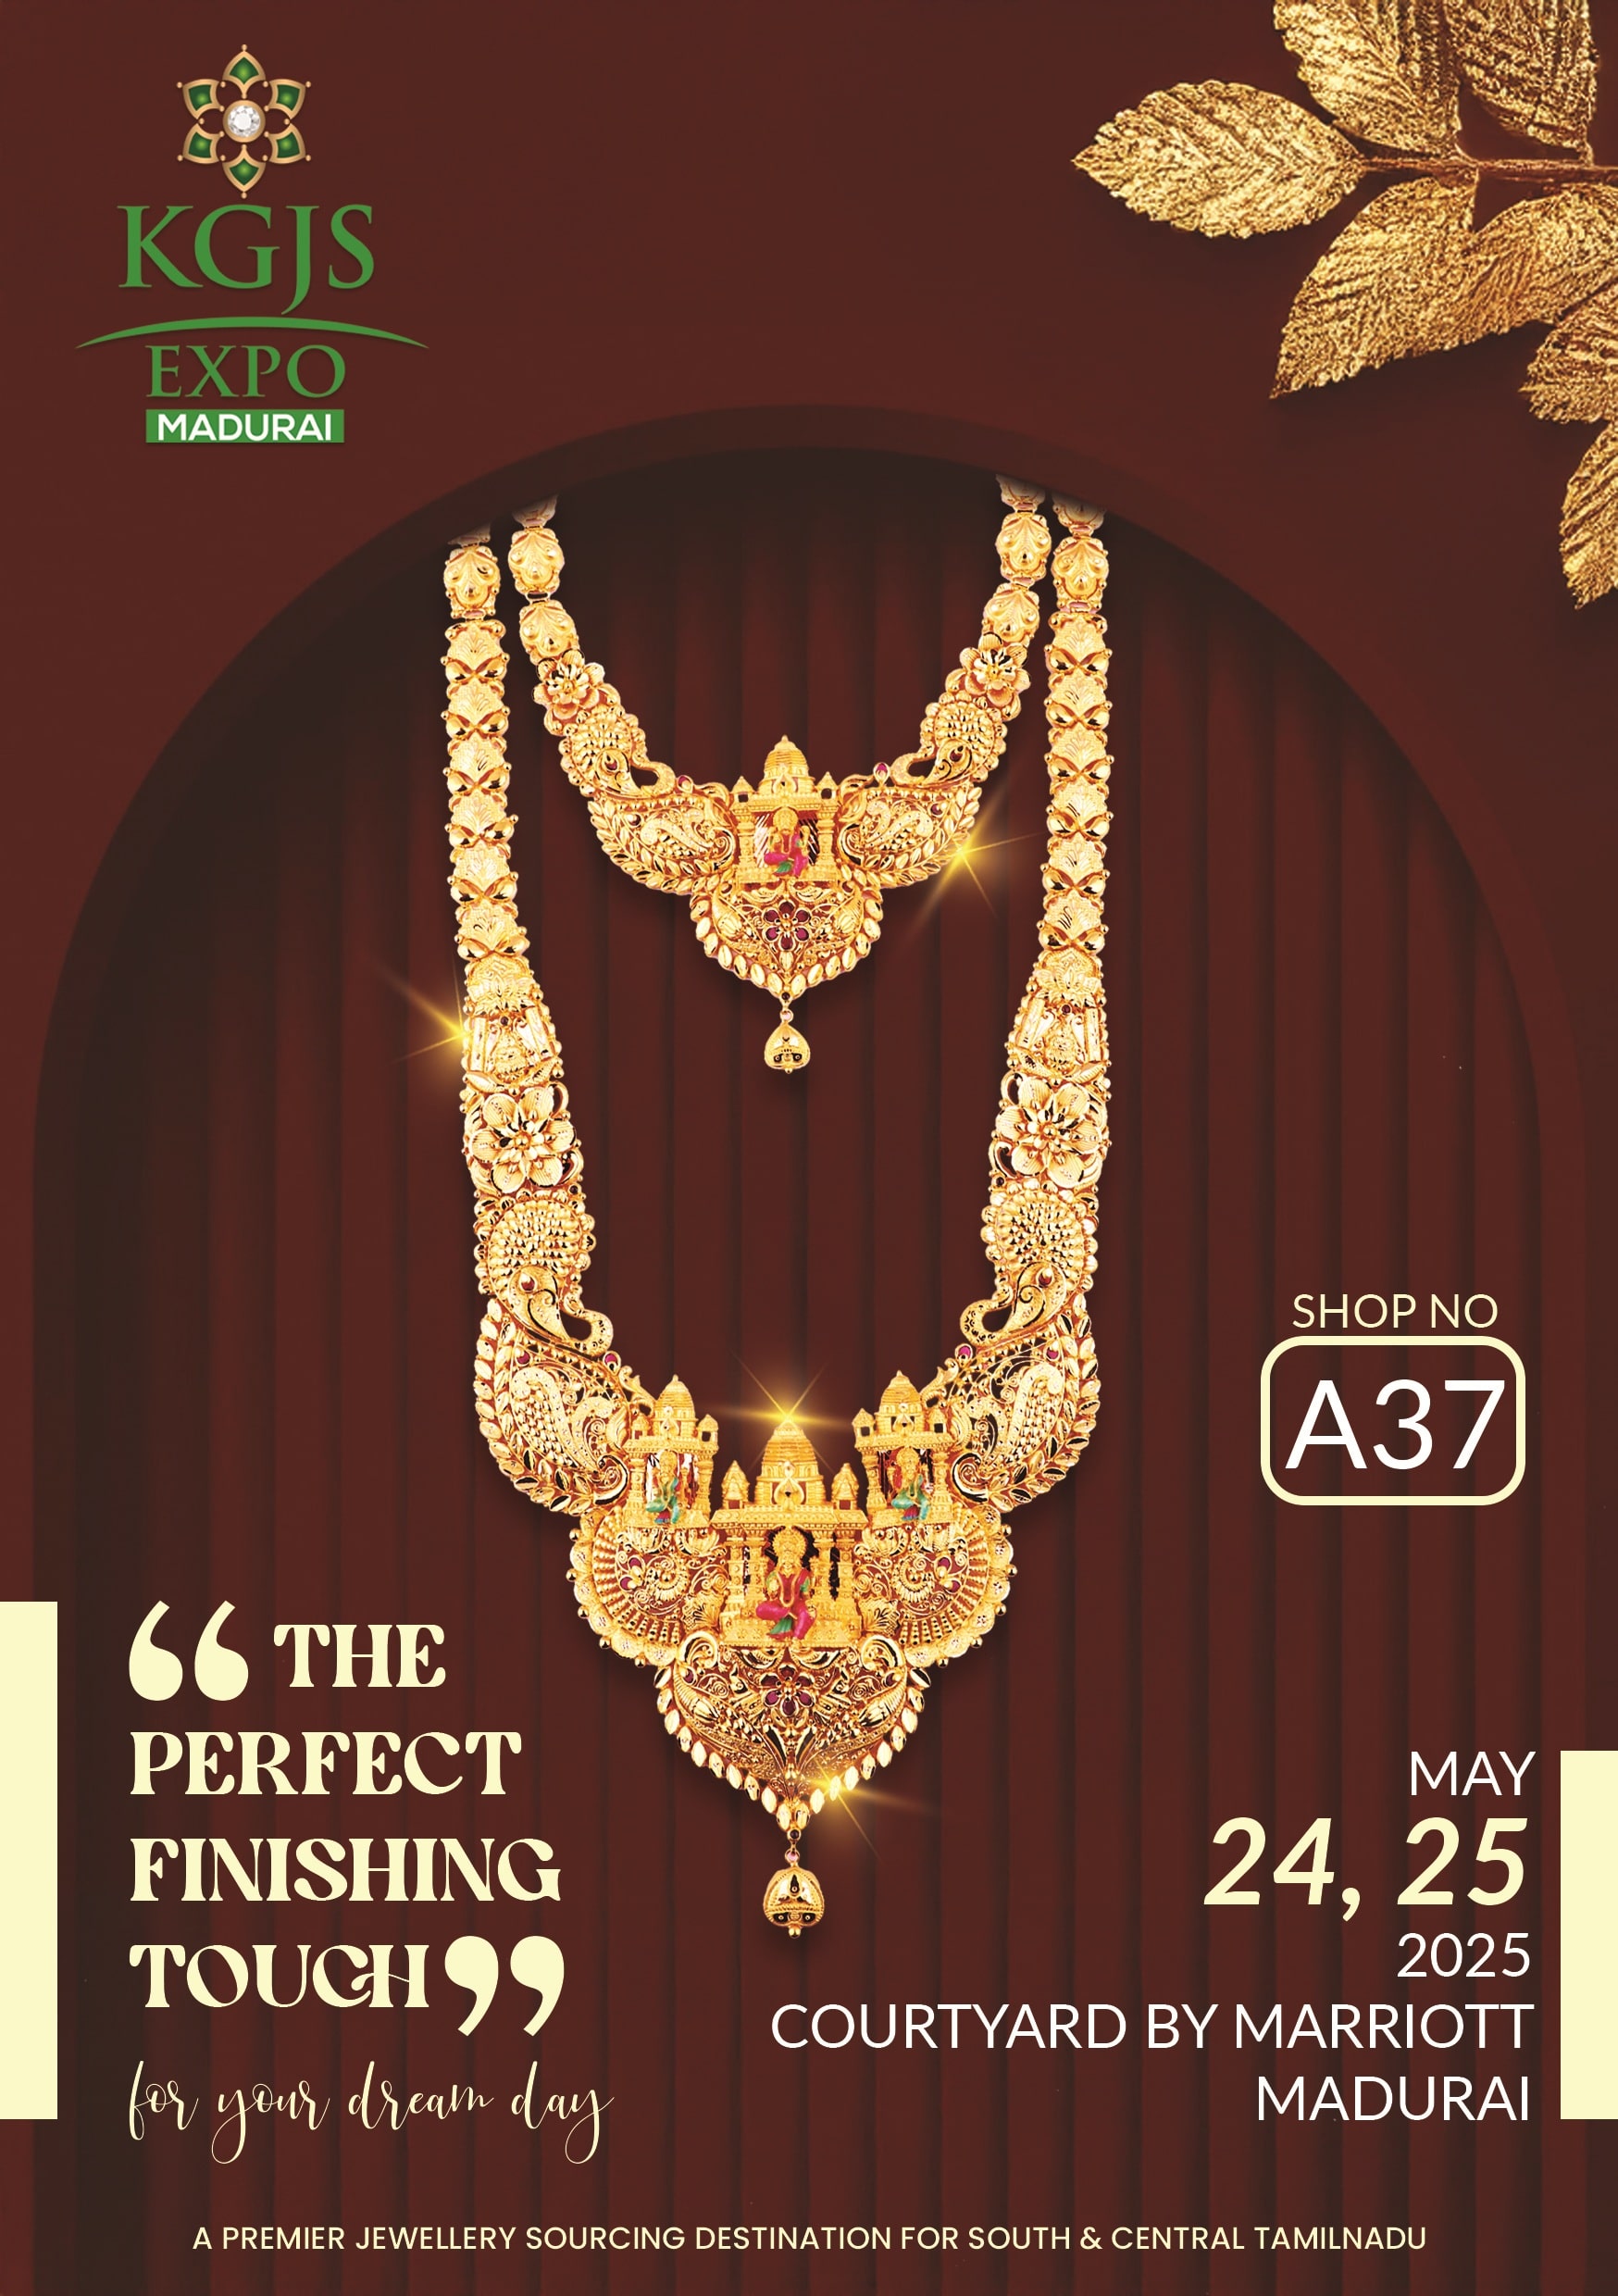 KGJS
EXPO
MADURAI
SHOP NO
A37
“THE
PERFECT
FINISHING
TOUCH”
for your dream day
MAY
24, 25
2025
COURTYARD BY MARRIOTT
MADURAI
A PREMIER JEWELLERY SOURCING DESTINATION FOR SOUTH & CENTRAL TAMILNADU